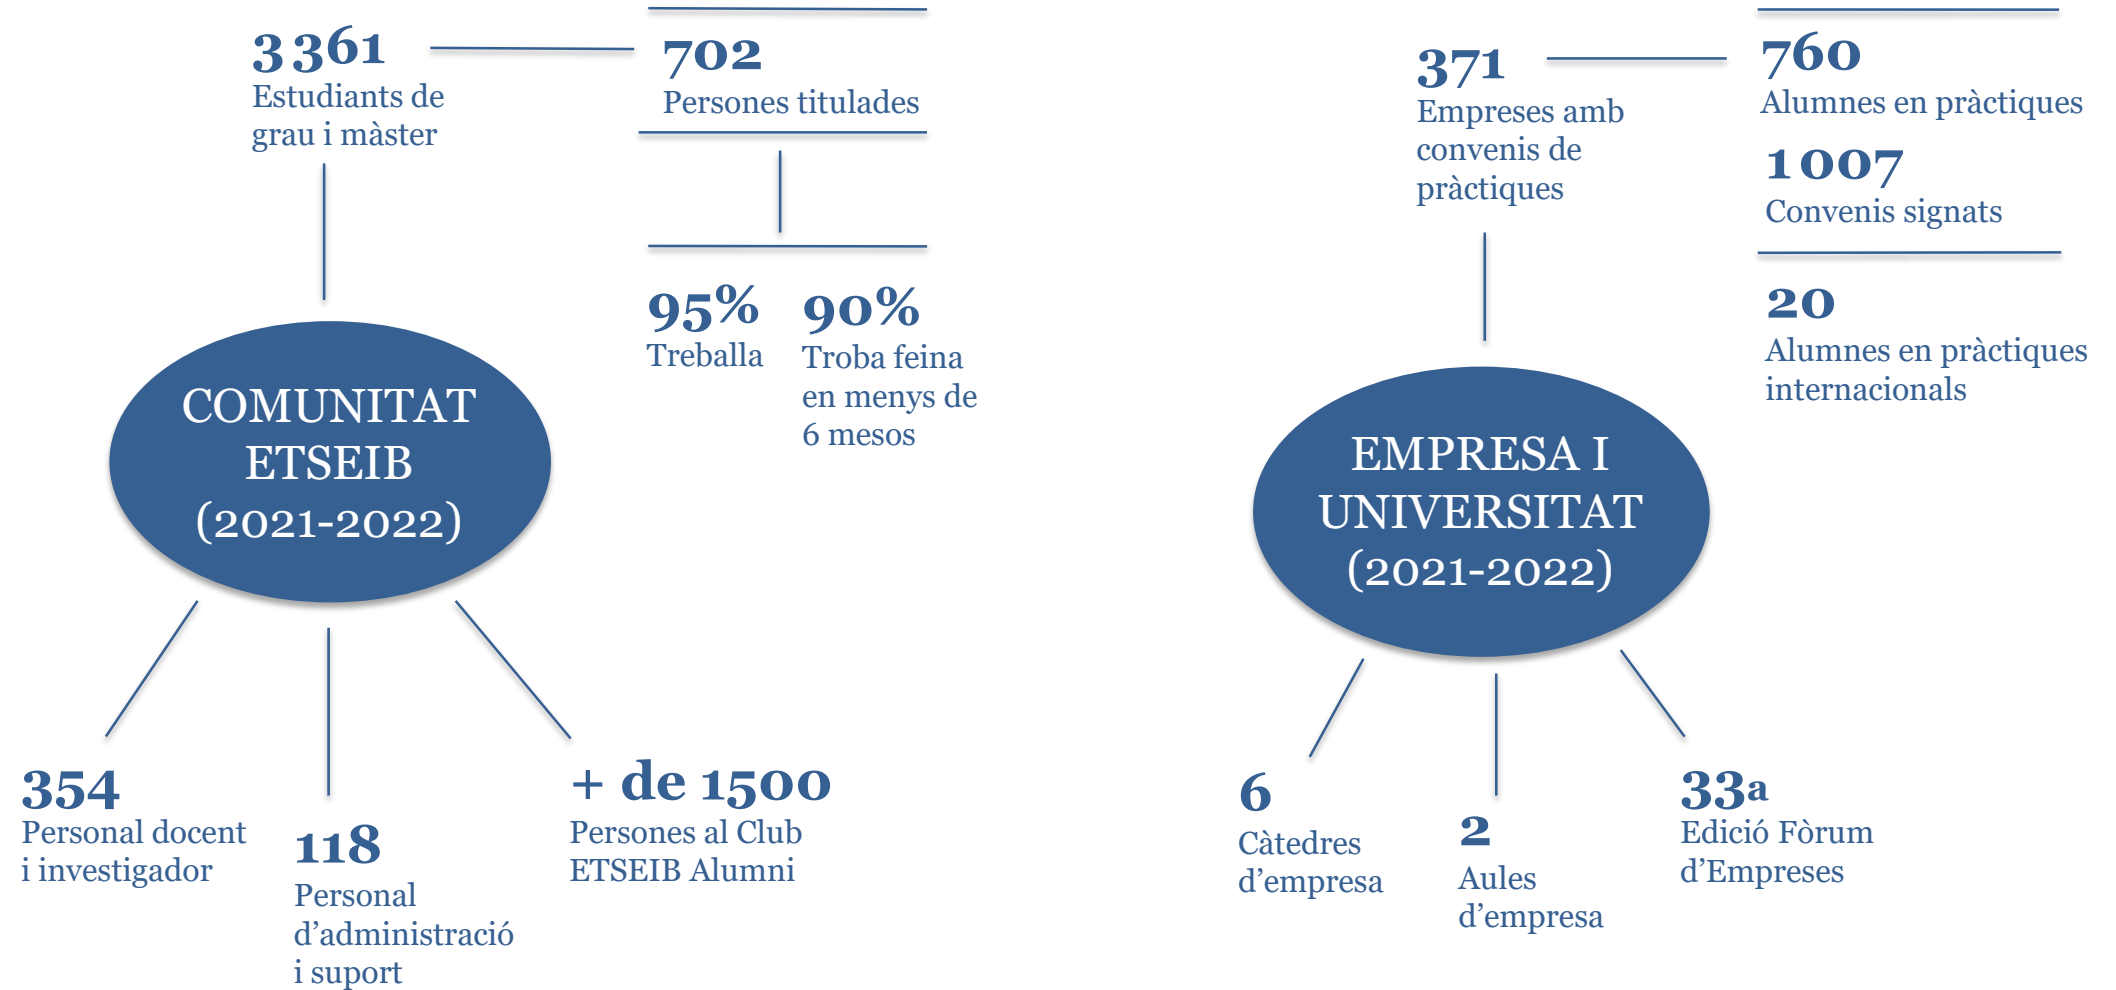 3 361
Estudiants de
grau i màster
702
Persones titulades
95%
Treballa
90%
Troba feina
en menys de
6 mesos
COMUNITAT
ETSEIB
(2021-2022)
354
Personal docent
i investigador
118
Personal
d’administració
i suport
+ de 1500
Persones al Club
ETSEIB Alumni
371
Empreses amb
convenis de
pràctiques
760
Alumnes en pràctiques
1 007
Convenis signats
20
Alumnes en pràctiques
internacionals
EMPRESA I
UNIVERSITAT
(2021-2022)
6
Càtedres
d’empresa
2
Aules
d’empresa
33a
Edició Fòrum
d’Empreses